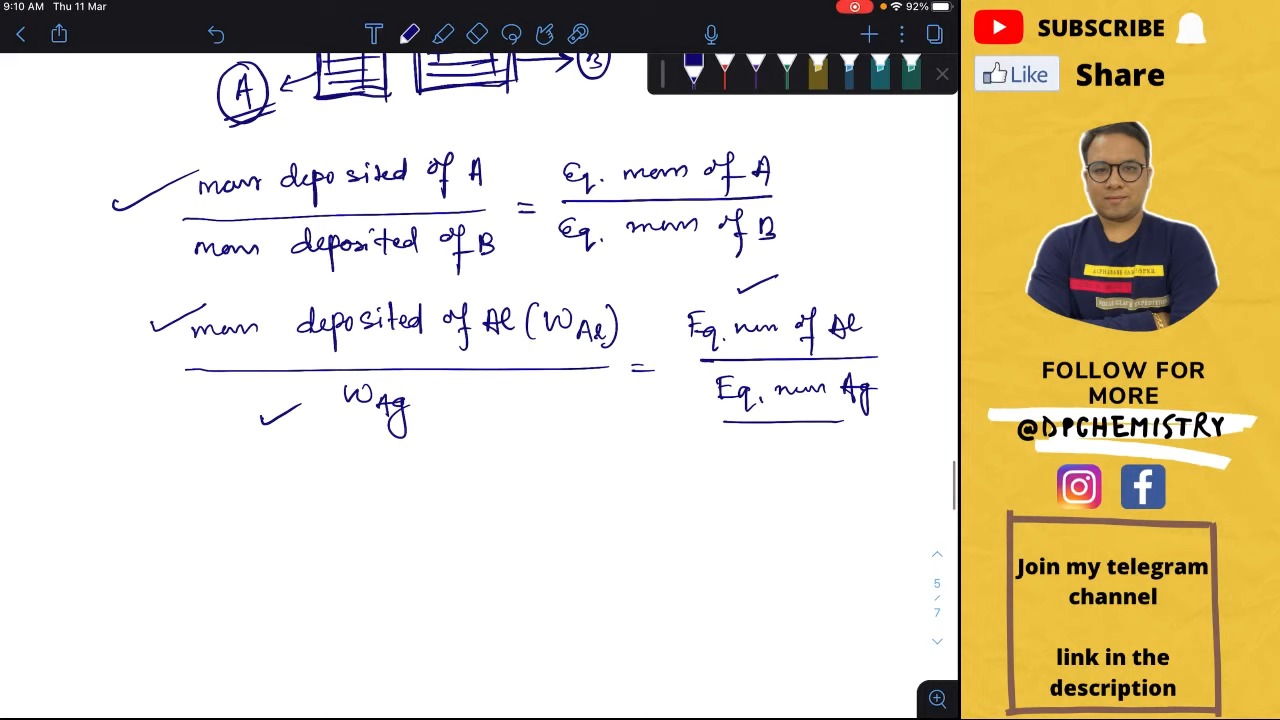 9:10 AM Thu 11 Mar
92%
A
B
mass deposited of A
mass deposited of B
=
Eq. mass of A
Eq. mass of B
mass deposited of Al (WAl)
WAg
=
Eq. mass of Al
Eq. mass Ag
5
/
7
SUBSCRIBE
Like
Share
FOLLOW FOR
MORE
@DPCHEMISTRY
Join my telegram
channel
link in the
description